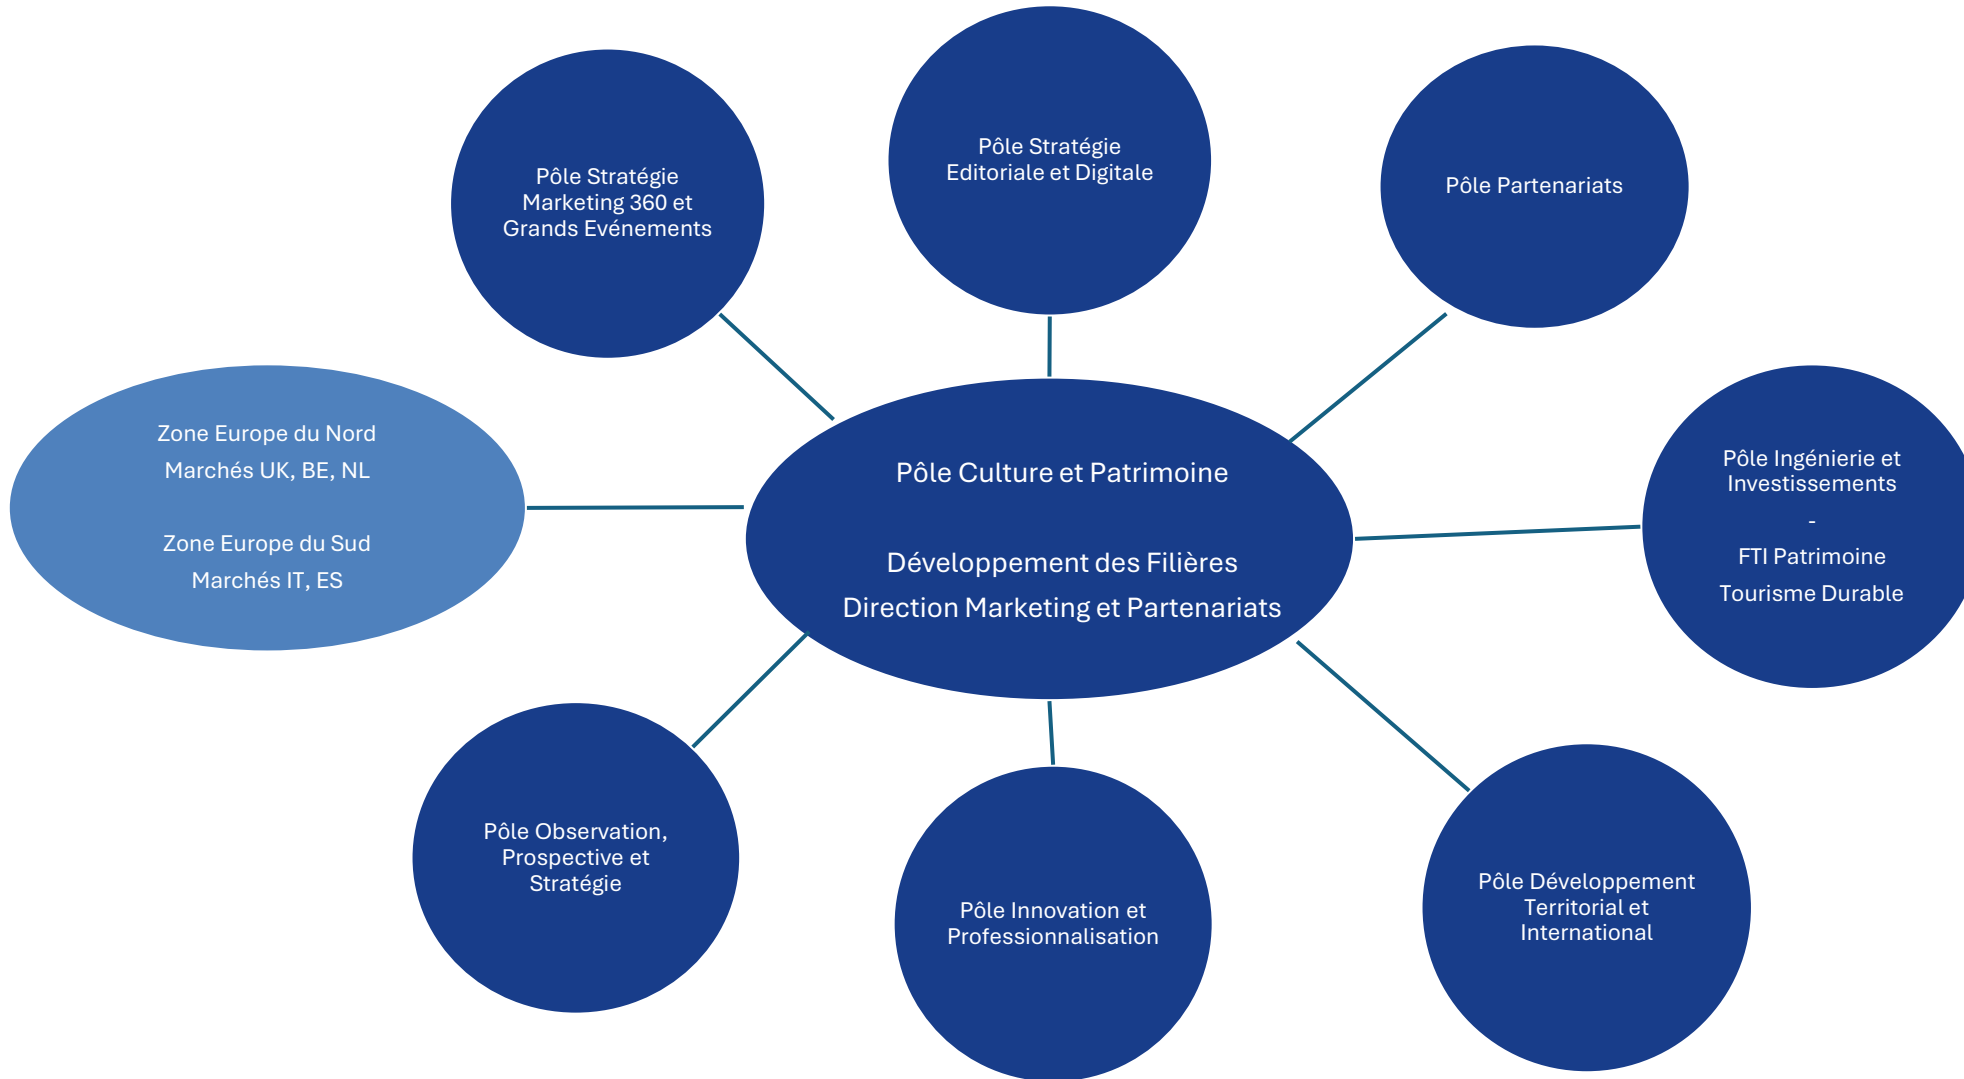 Pôle Stratégie
Marketing 360 et
Grands Evénements
Pôle Stratégie
Editoriale et Digitale
Pôle Partenariats
Zone Europe du Nord
Marchés UK, BE, NL
Zone Europe du Sud
Marchés IT, ES
Pôle Culture et Patrimoine
Développement des Filières
Direction Marketing et Partenariats
Pôle Ingénierie et
Investissements
-
FTI Patrimoine
Tourisme Durable
Pôle Observation,
Prospective et
Stratégie
Pôle Innovation et
Professionnalisation
Pôle Développement
Territorial et
International